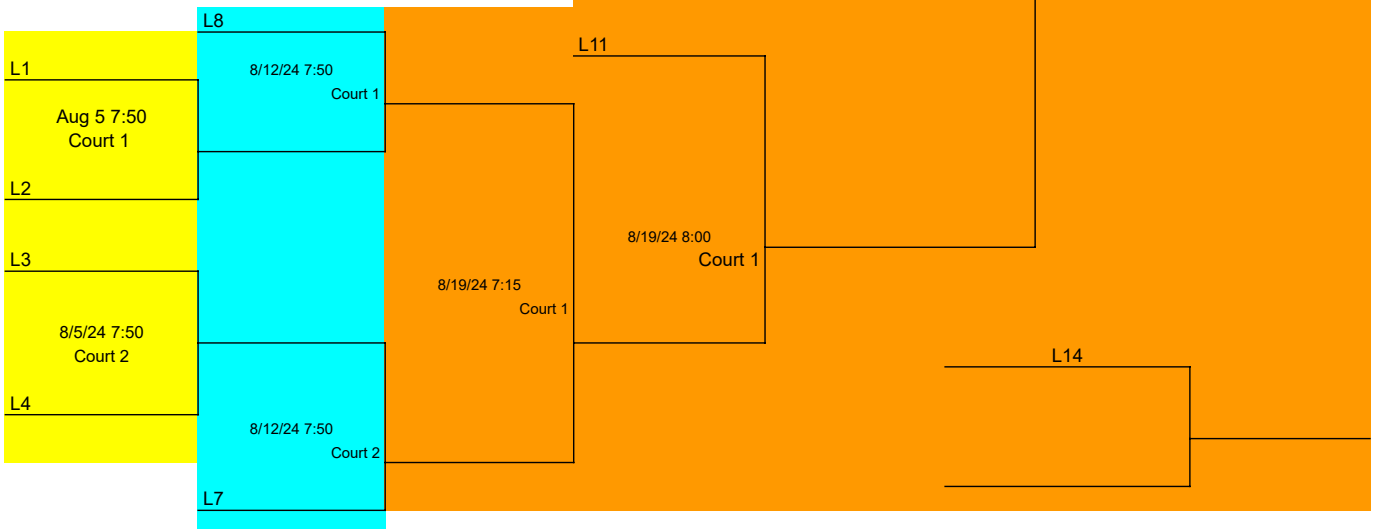 L8
L11
L1
8/12/24 7:50
Court 1
Aug 5 7:50
Court 1
L2
L3
8/19/24 8:00
Court 1
8/19/24 7:15
Court 1
8/5/24 7:50
Court 2
L14
L4
8/12/24 7:50
Court 2
L7